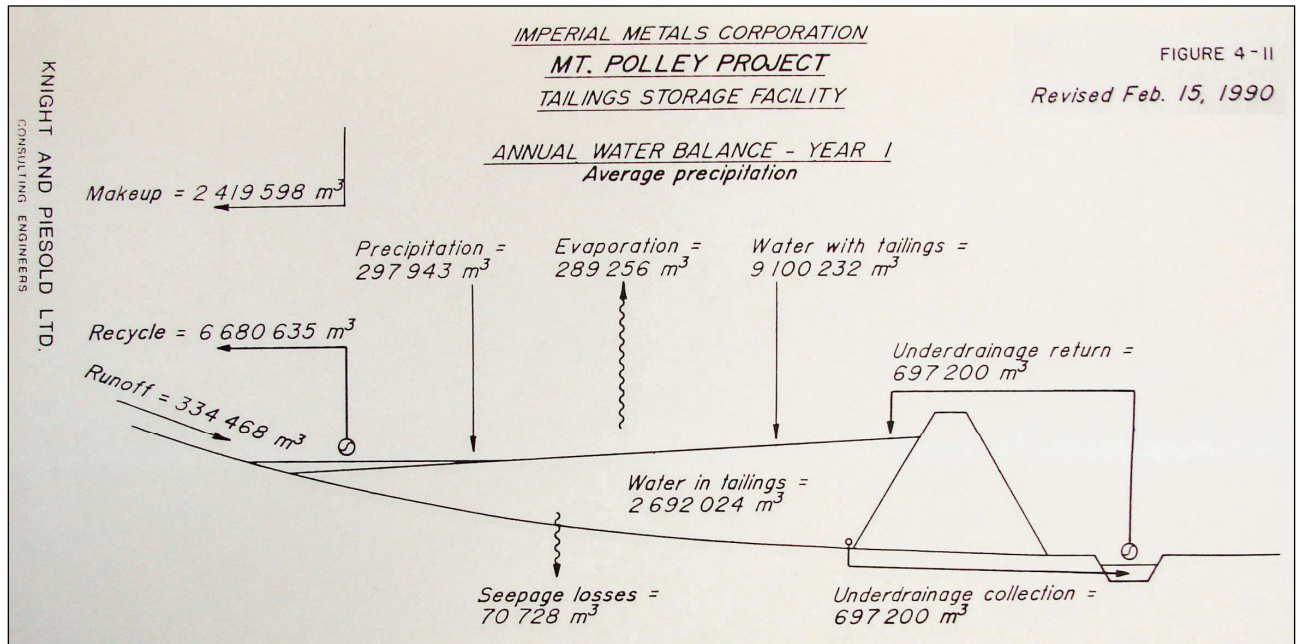 IMPERIAL METALS CORPORATION
MT. POLLEY PROJECT
TAILINGS STORAGE FACILITY
FIGURE 4-11
Revised Feb. 15, 1990
ANNUAL WATER BALANCE - YEAR 1
Average precipitation
KNIGHT AND PIESOLD LTD.
CONSULTING ENGINEERS
Makeup = 2 419 598 m³
Precipitation =
297 943 m³
Evaporation =
289 256 m³
Water with tailings =
9 100 232 m³
Recycle = 6 680 635 m³
Runoff = 334 468 m³
Underdrainage return =
697 200 m³
Water in tailings =
2 692 024 m³
Seepage losses =
70 728 m³
Underdrainage collection =
697 200 m³